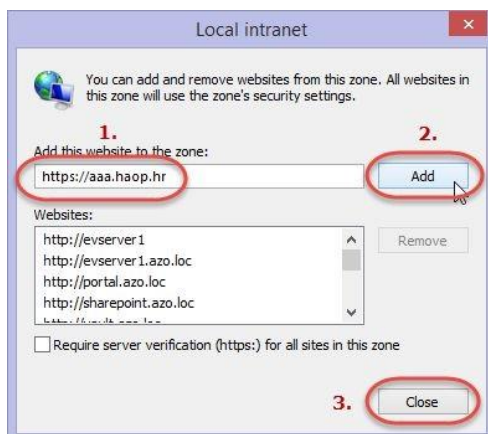 Local intranet
You can add and remove websites from this zone. All websites in
this zone will use the zone's security settings.
1.
2.
Add this website to the zone:
https://aaa.haop.hr
Add
Websites:
http://evserver1
http://evserver1.azo.loc
http://portal.azo.loc
http://sharepoint.azo.loc
Remove
Require server verification (https:) for all sites in this zone
3.
Close